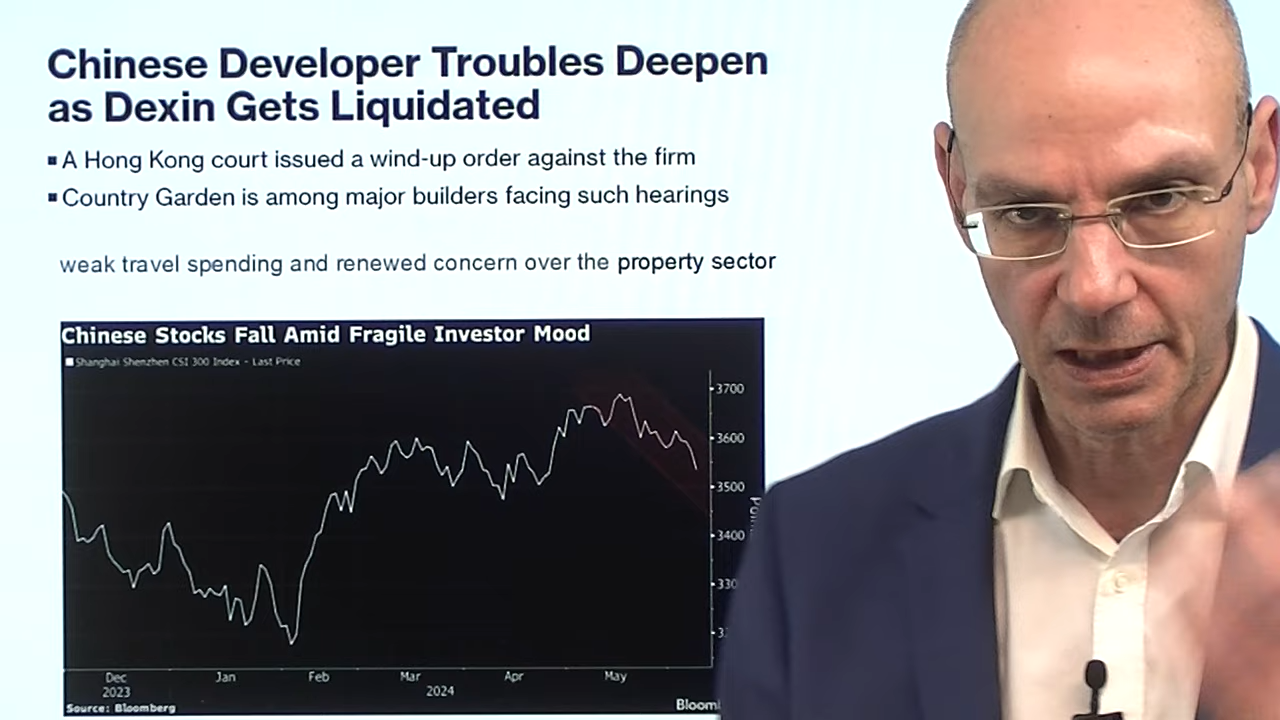 Chinese Developer Troubles Deepen
as Dexin Gets Liquidated
▪ A Hong Kong court issued a wind-up order against the firm
▪ Country Garden is among major builders facing such hearings
weak travel spending and renewed concern over the property sector
Chinese Stocks Fall Amid Fragile Investor Mood
Shanghai Shenzhen CSI 300 Index - Last Price
3700
3600
3500
3400
Dec
Jan
Feb
Mar
Apr
May
2023
2024
Source: Bloomberg